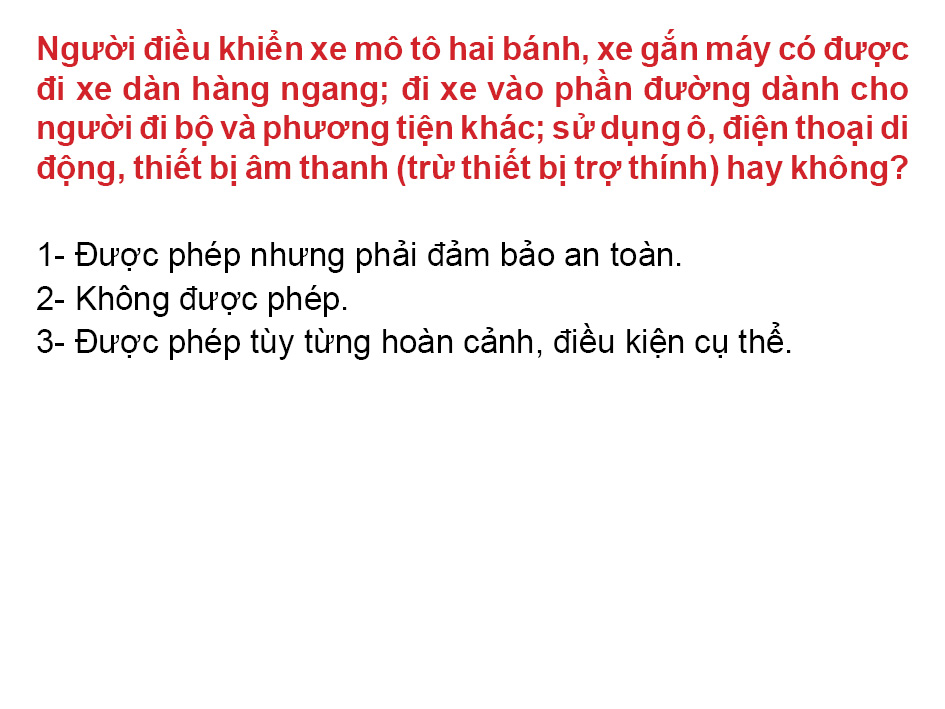 Người điều khiển xe mô tô hai bánh, xe gắn máy có được
đi xe dàn hàng ngang; đi xe vào phần đường dành cho
người đi bộ và phương tiện khác; sử dụng ô, điện thoại di
động, thiết bị âm thanh (trừ thiết bị trợ thính) hay không?
1- Được phép nhưng phải đảm bảo an toàn.
2- Không được phép.
3- Được phép tùy từng hoàn cảnh, điều kiện cụ thể.